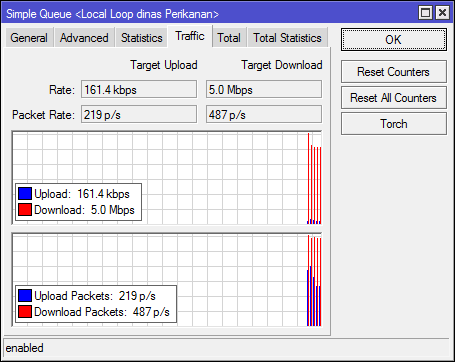 Simple Queue <Local Loop dinas Perikanan>
General Advanced Statistics Traffic Total Total Statistics
OK
Target Upload Target Download
Rate: 161.4 kbps 5.0 Mbps
Reset Counters
Packet Rate: 219 p/s 487 p/s
Reset All Counters
Torch
Upload: 161.4 kbps
Download: 5.0 Mbps
Upload Packets: 219 p/s
Download Packets: 487 p/s
enabled